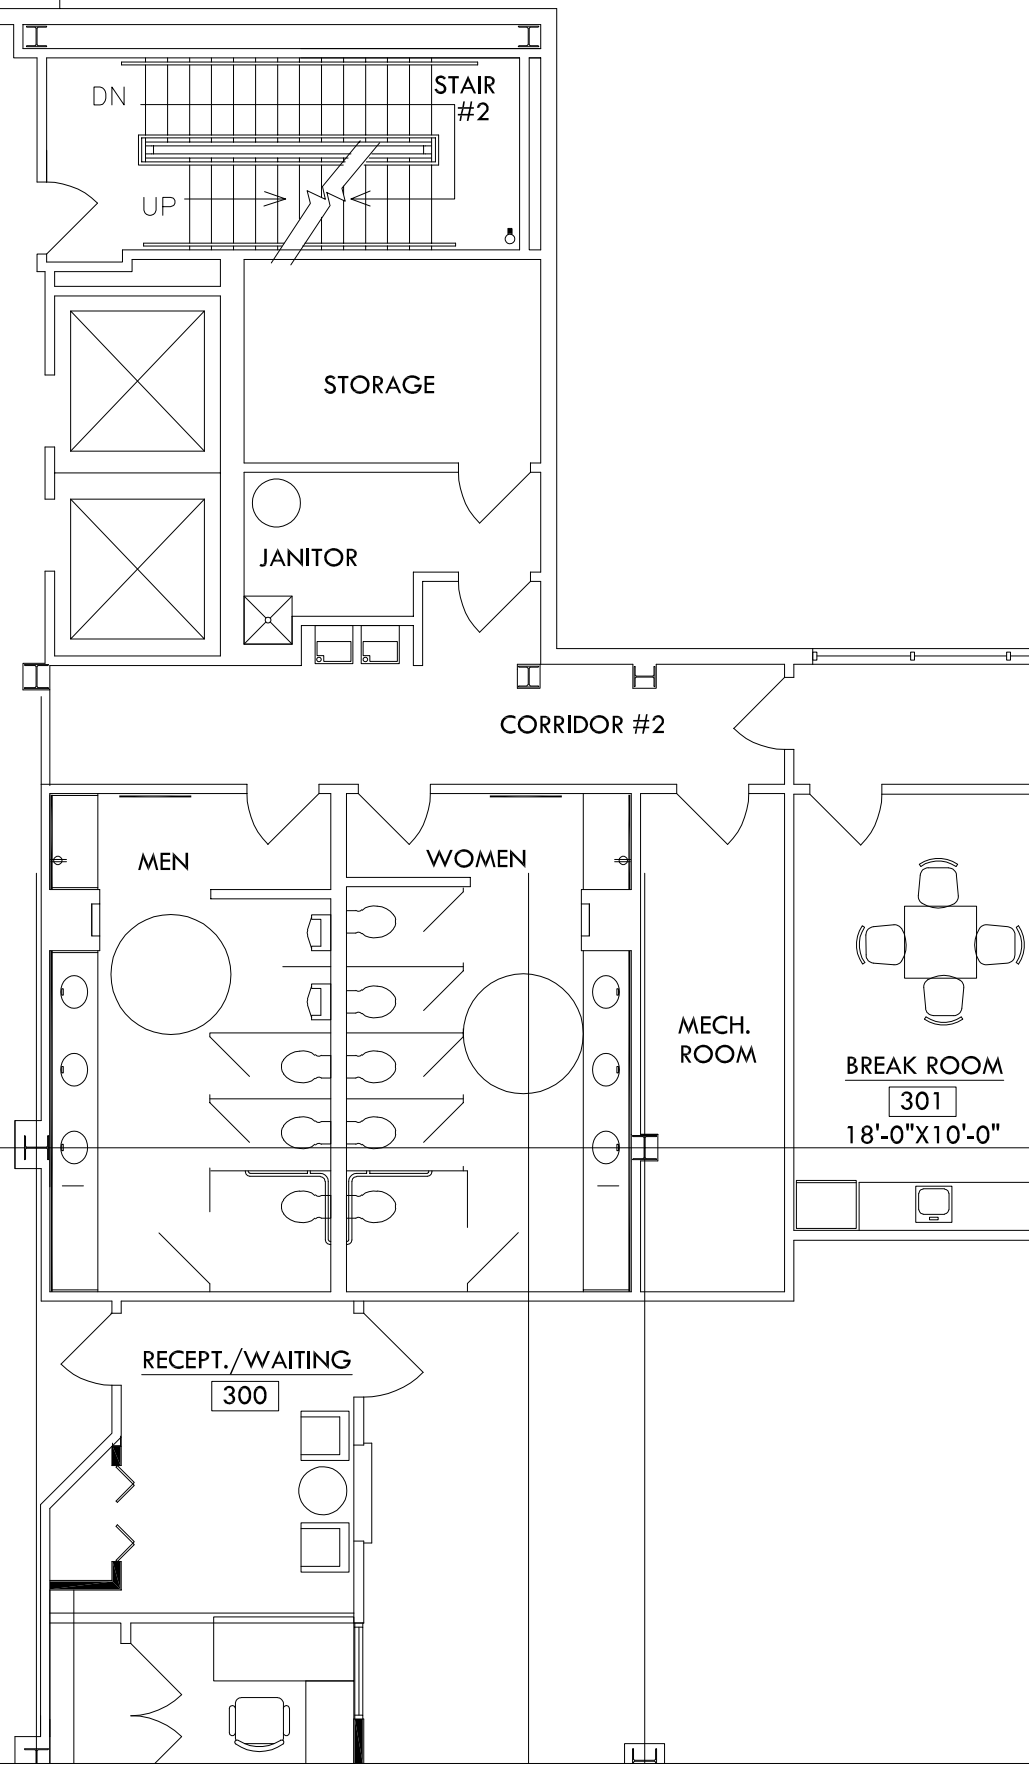 DN
STAIR
#2
UP
STORAGE
JANITOR
CORRIDOR #2
MEN
WOMEN
MECH.
ROOM
BREAK ROOM
301
18'-0"X10'-0"
RECEPT./WAITING
300